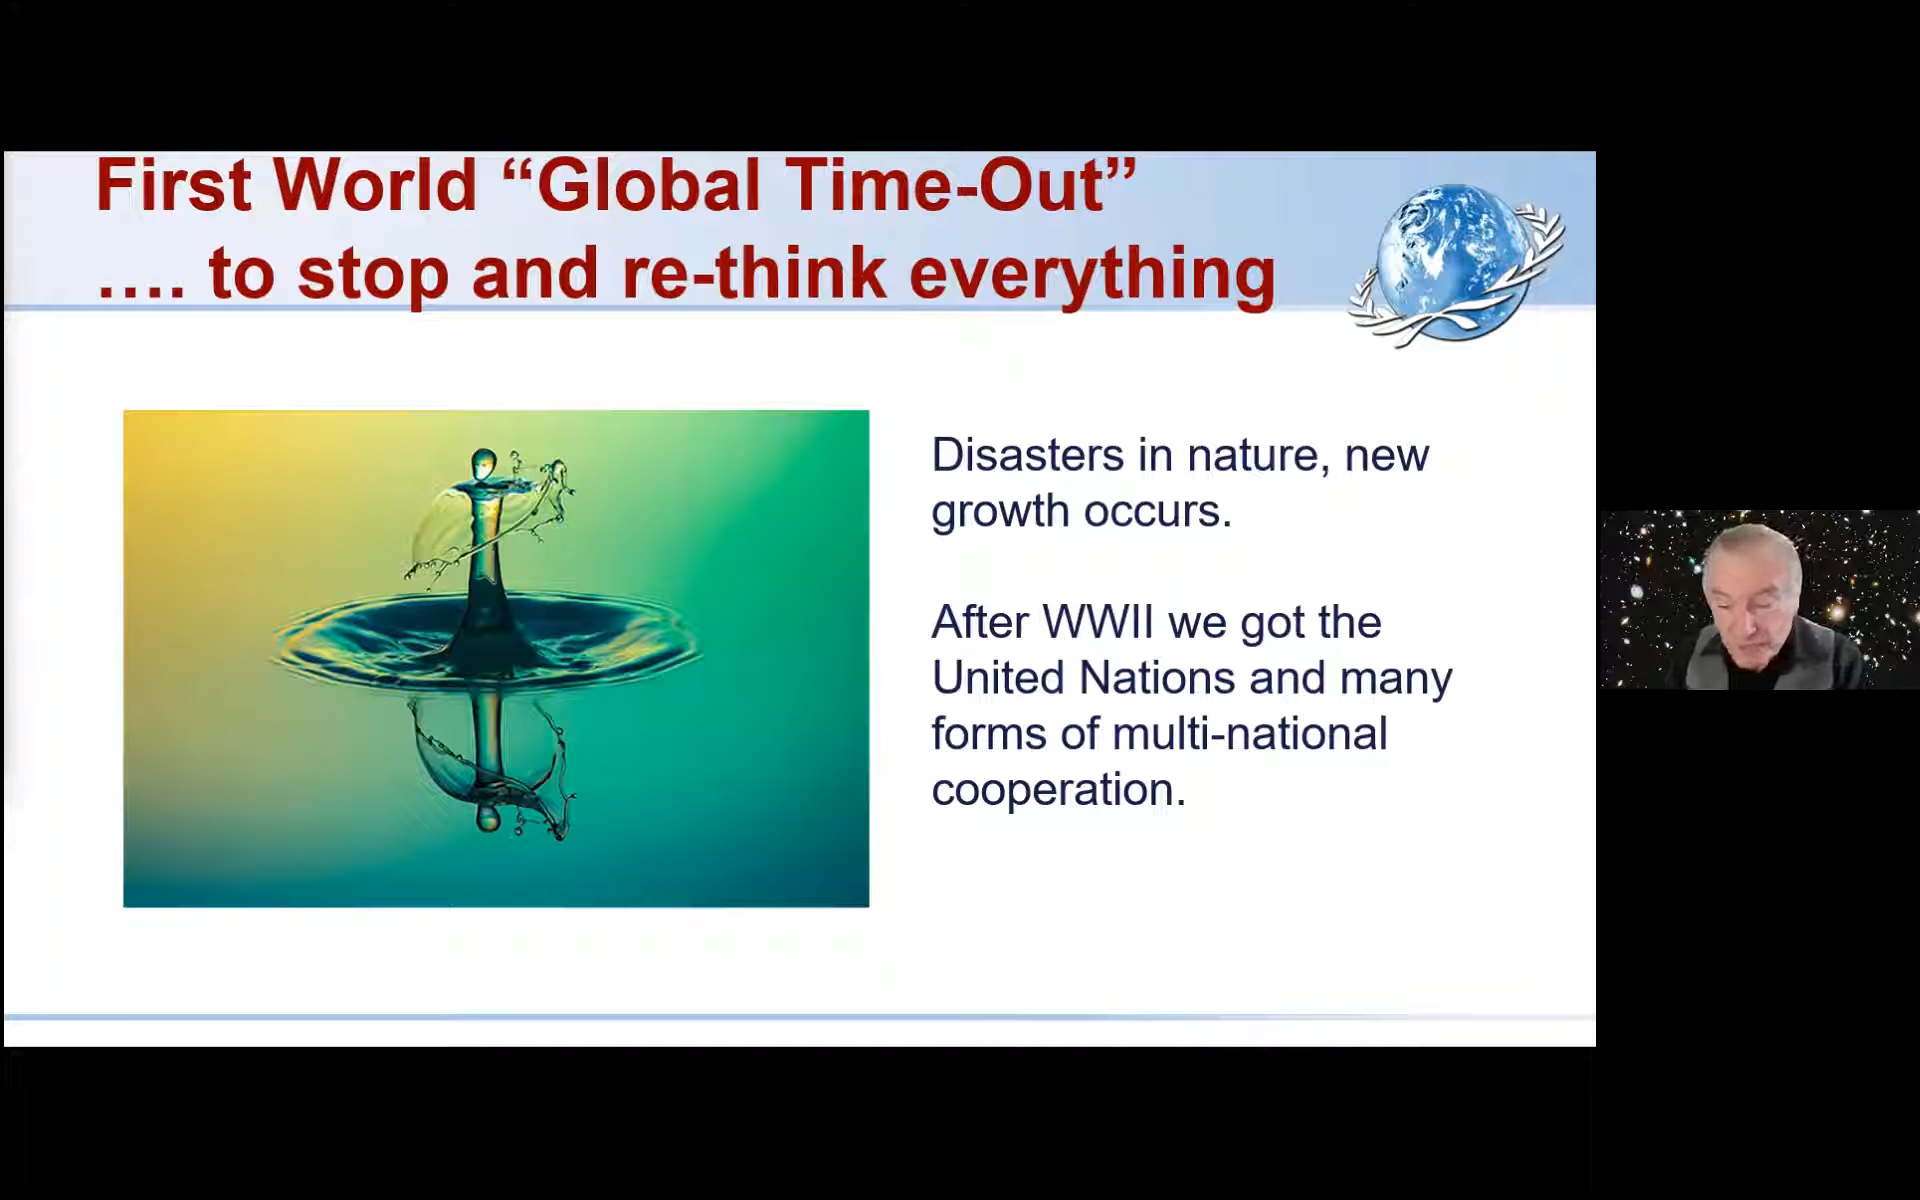 First World “Global Time-Out”
…. to stop and re-think everything
Disasters in nature, new
growth occurs.
After WWII we got the
United Nations and many
forms of multi-national
cooperation.